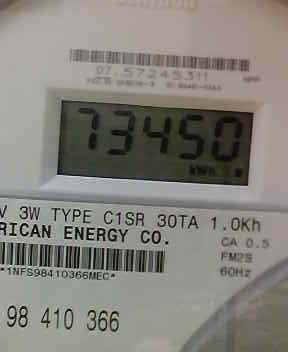 07.572453
73450
kWh
V 3W TYPE C1SR 30TA 1.0Kh
RICAN ENERGY CO.
CA 0.5
FM2S
60Hz
*1NFS98410366MEC*
98 410 366